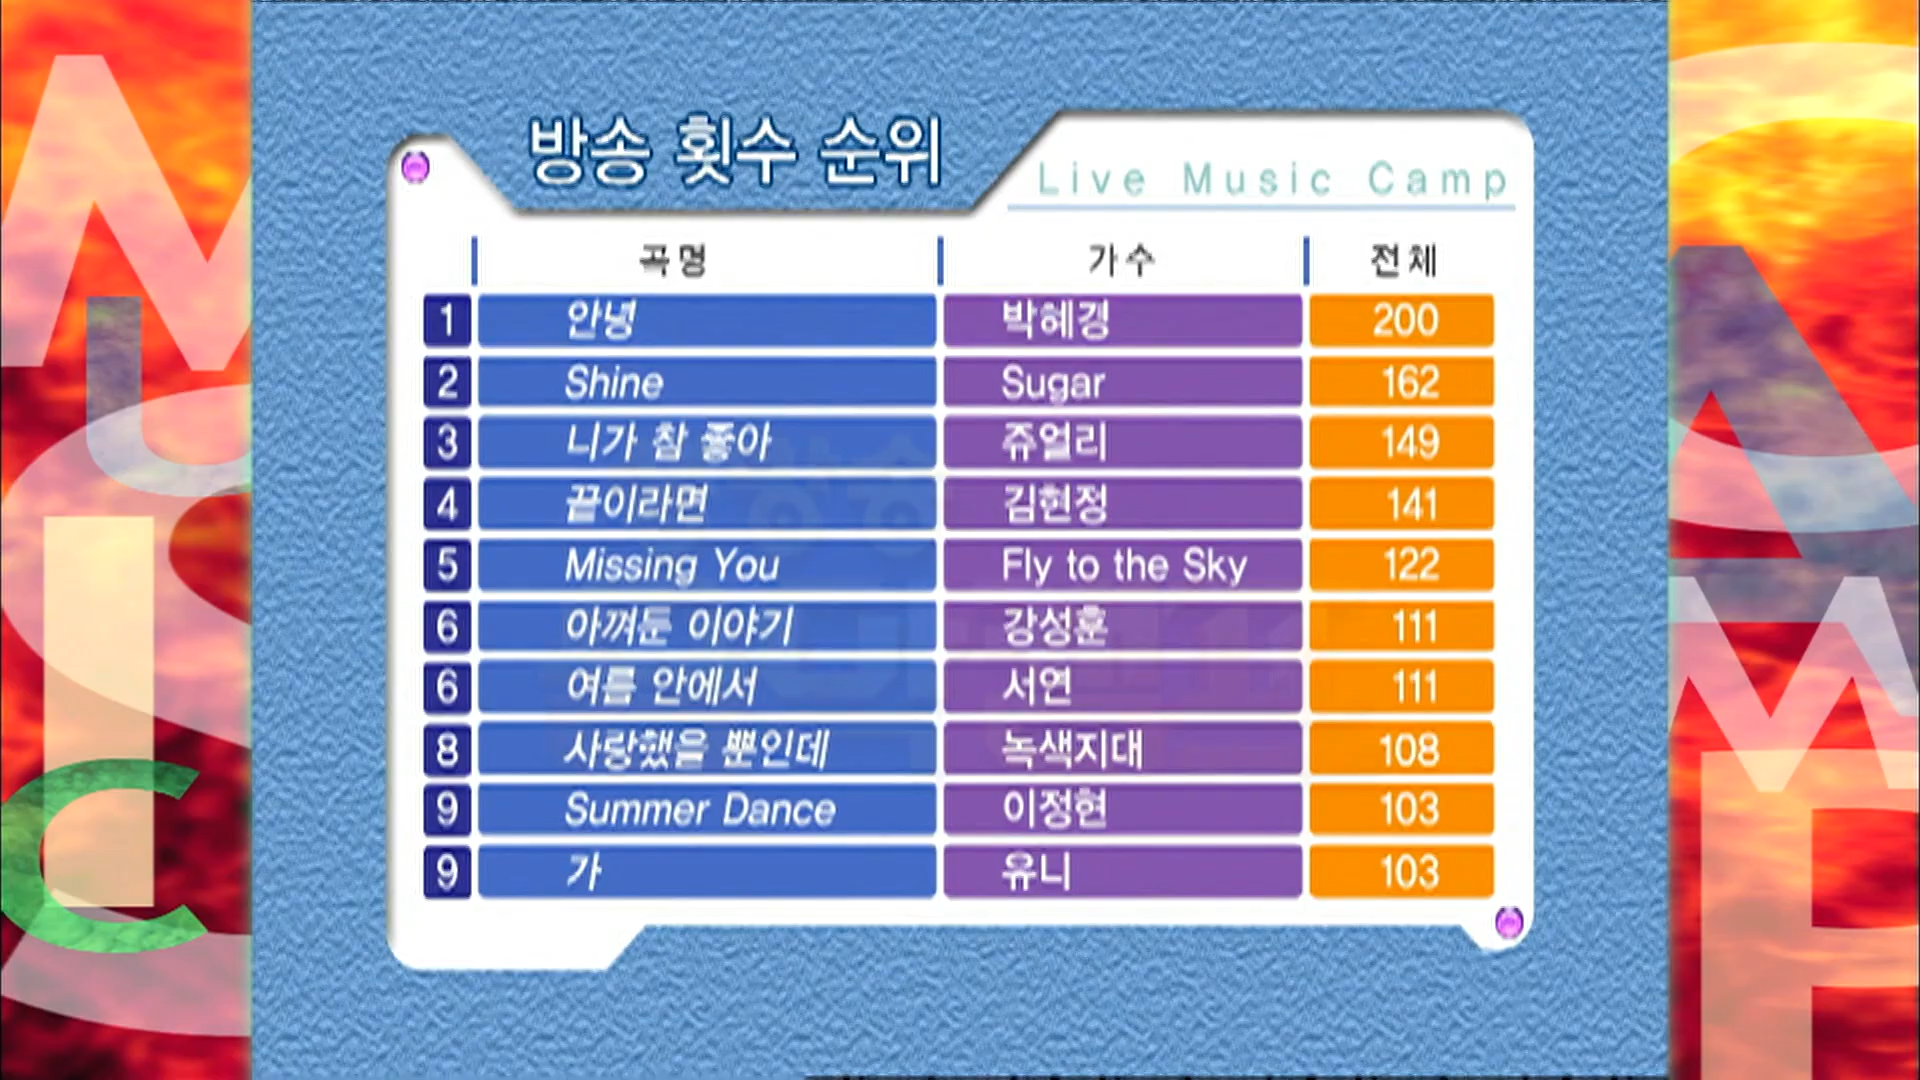 방송 횟수 순위
Live Music Camp
곡명 가수 전체
1 안녕 박혜경 200
2 Shine Sugar 162
3 니가 참 좋아 쥬얼리 149
4 끝이라면 김현정 141
5 Missing You Fly to the Sky 122
6 아껴둔 이야기 강성훈 111
6 여름 안에서 서연 111
8 사랑했을 뿐인데 녹색지대 108
9 Summer Dance 이정현 103
9 가 유니 103
MUSIC
CAMP